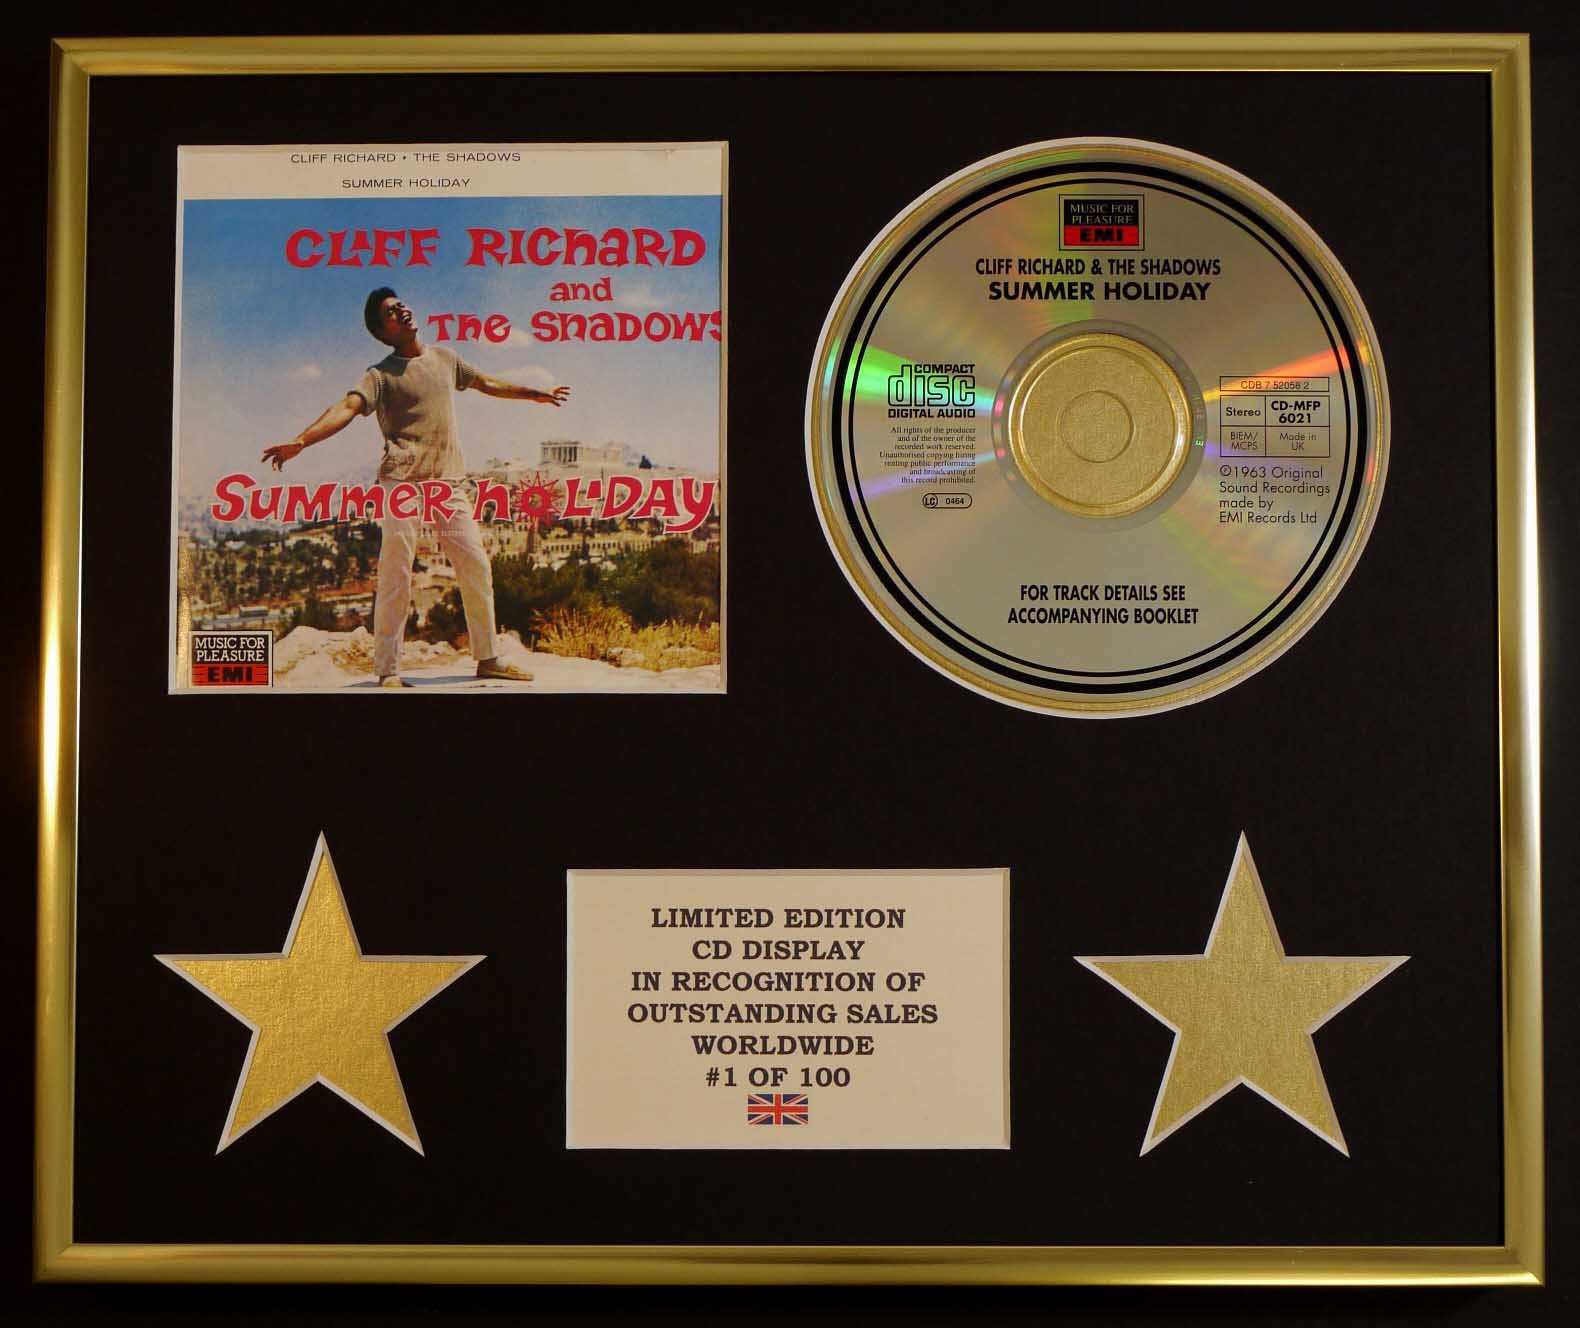 CLIFF RICHARD • THE SHADOWS
SUMMER HOLIDAY
CLIFF RICHARD
and
THE SHADOWS
SUMMER HOLIDAY
MUSIC FOR
PLEASURE
EMI
MUSIC FOR
PLEASURE
EMI
CLIFF RICHARD & THE SHADOWS
SUMMER HOLIDAY
COMPACT
disc
DIGITAL AUDIO
All rights of the producer
and of the owner of the
recorded work reserved.
Unauthorised copying hiring
renting public performance
and broadcasting of
this record prohibited.
LC 0464
CDB 7 52058 2
Stereo
CD-MFP
6021
BIEM/
MCPS
Made in
UK
℗1963 Original
Sound Recordings
made by
EMI Records Ltd
FOR TRACK DETAILS SEE
ACCOMPANYING BOOKLET
LIMITED EDITION
CD DISPLAY
IN RECOGNITION OF
OUTSTANDING SALES
WORLDWIDE
#1 OF 100